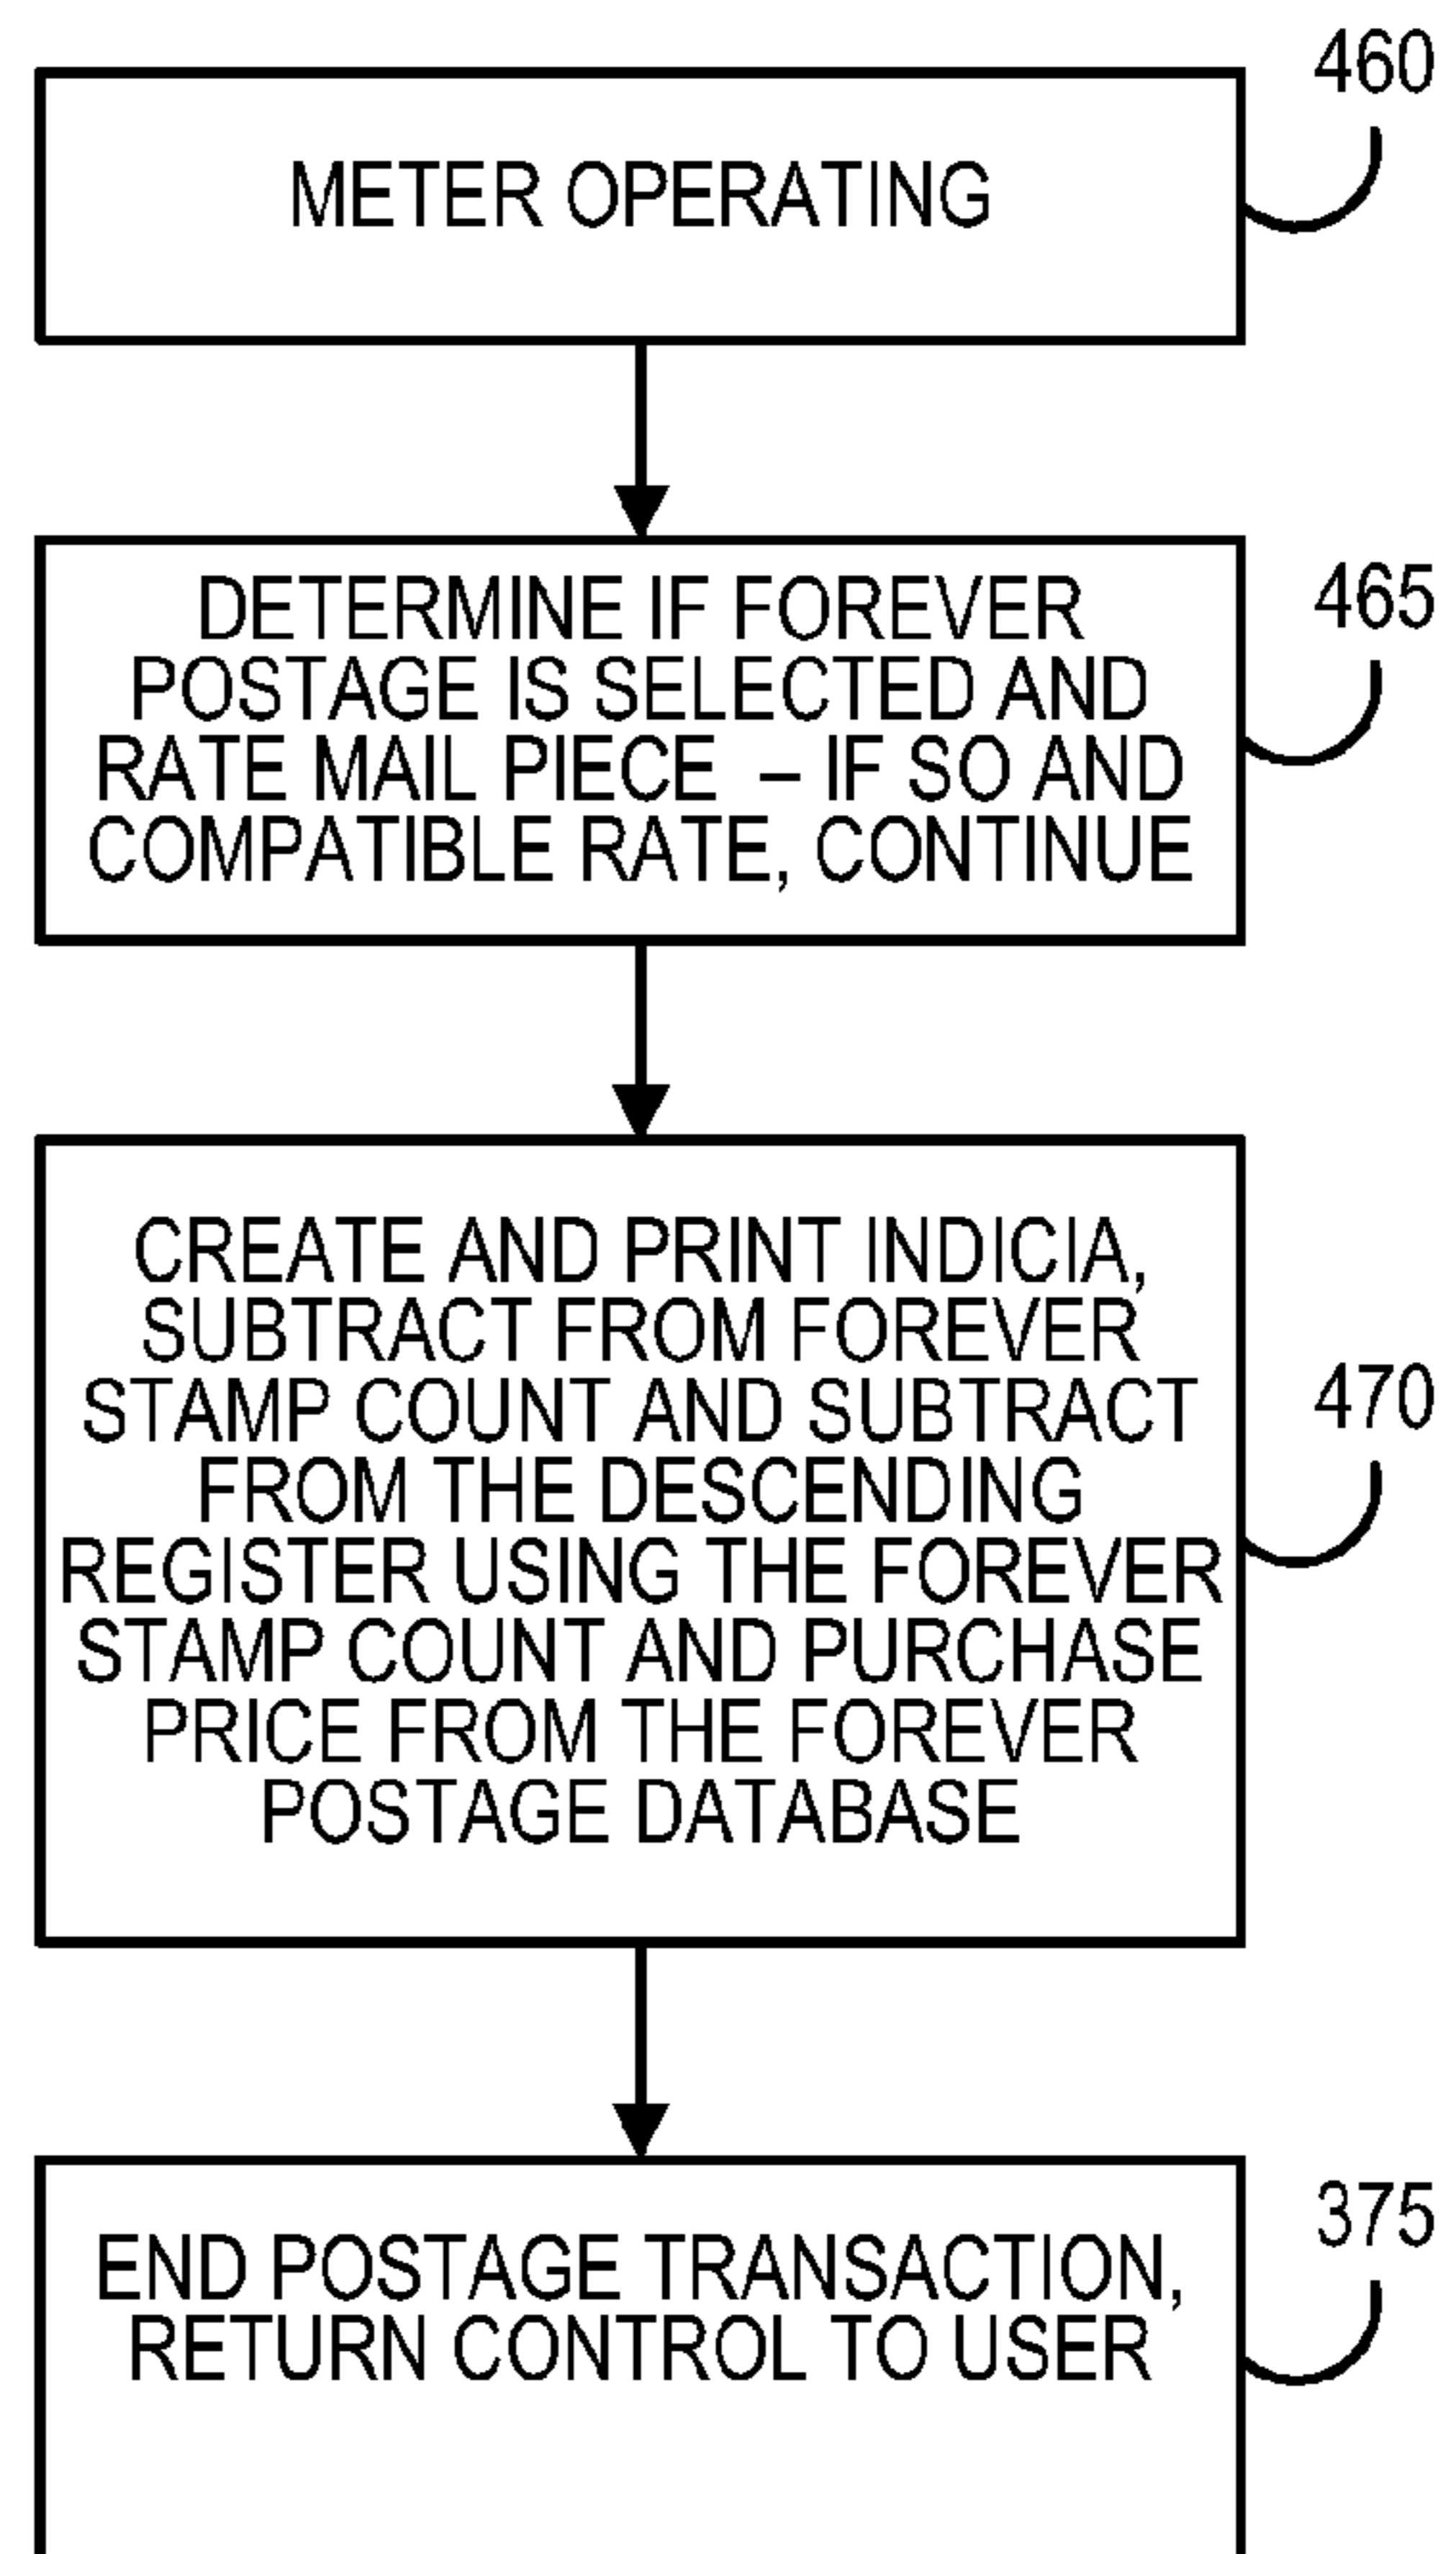 460
METER OPERATING
465
DETERMINE IF FOREVER
POSTAGE IS SELECTED AND
RATE MAIL PIECE – IF SO AND
COMPATIBLE RATE, CONTINUE
470
CREATE AND PRINT INDICIA,
SUBTRACT FROM FOREVER
STAMP COUNT AND SUBTRACT
FROM THE DESCENDING
REGISTER USING THE FOREVER
STAMP COUNT AND PURCHASE
PRICE FROM THE FOREVER
POSTAGE DATABASE
375
END POSTAGE TRANSACTION,
RETURN CONTROL TO USER